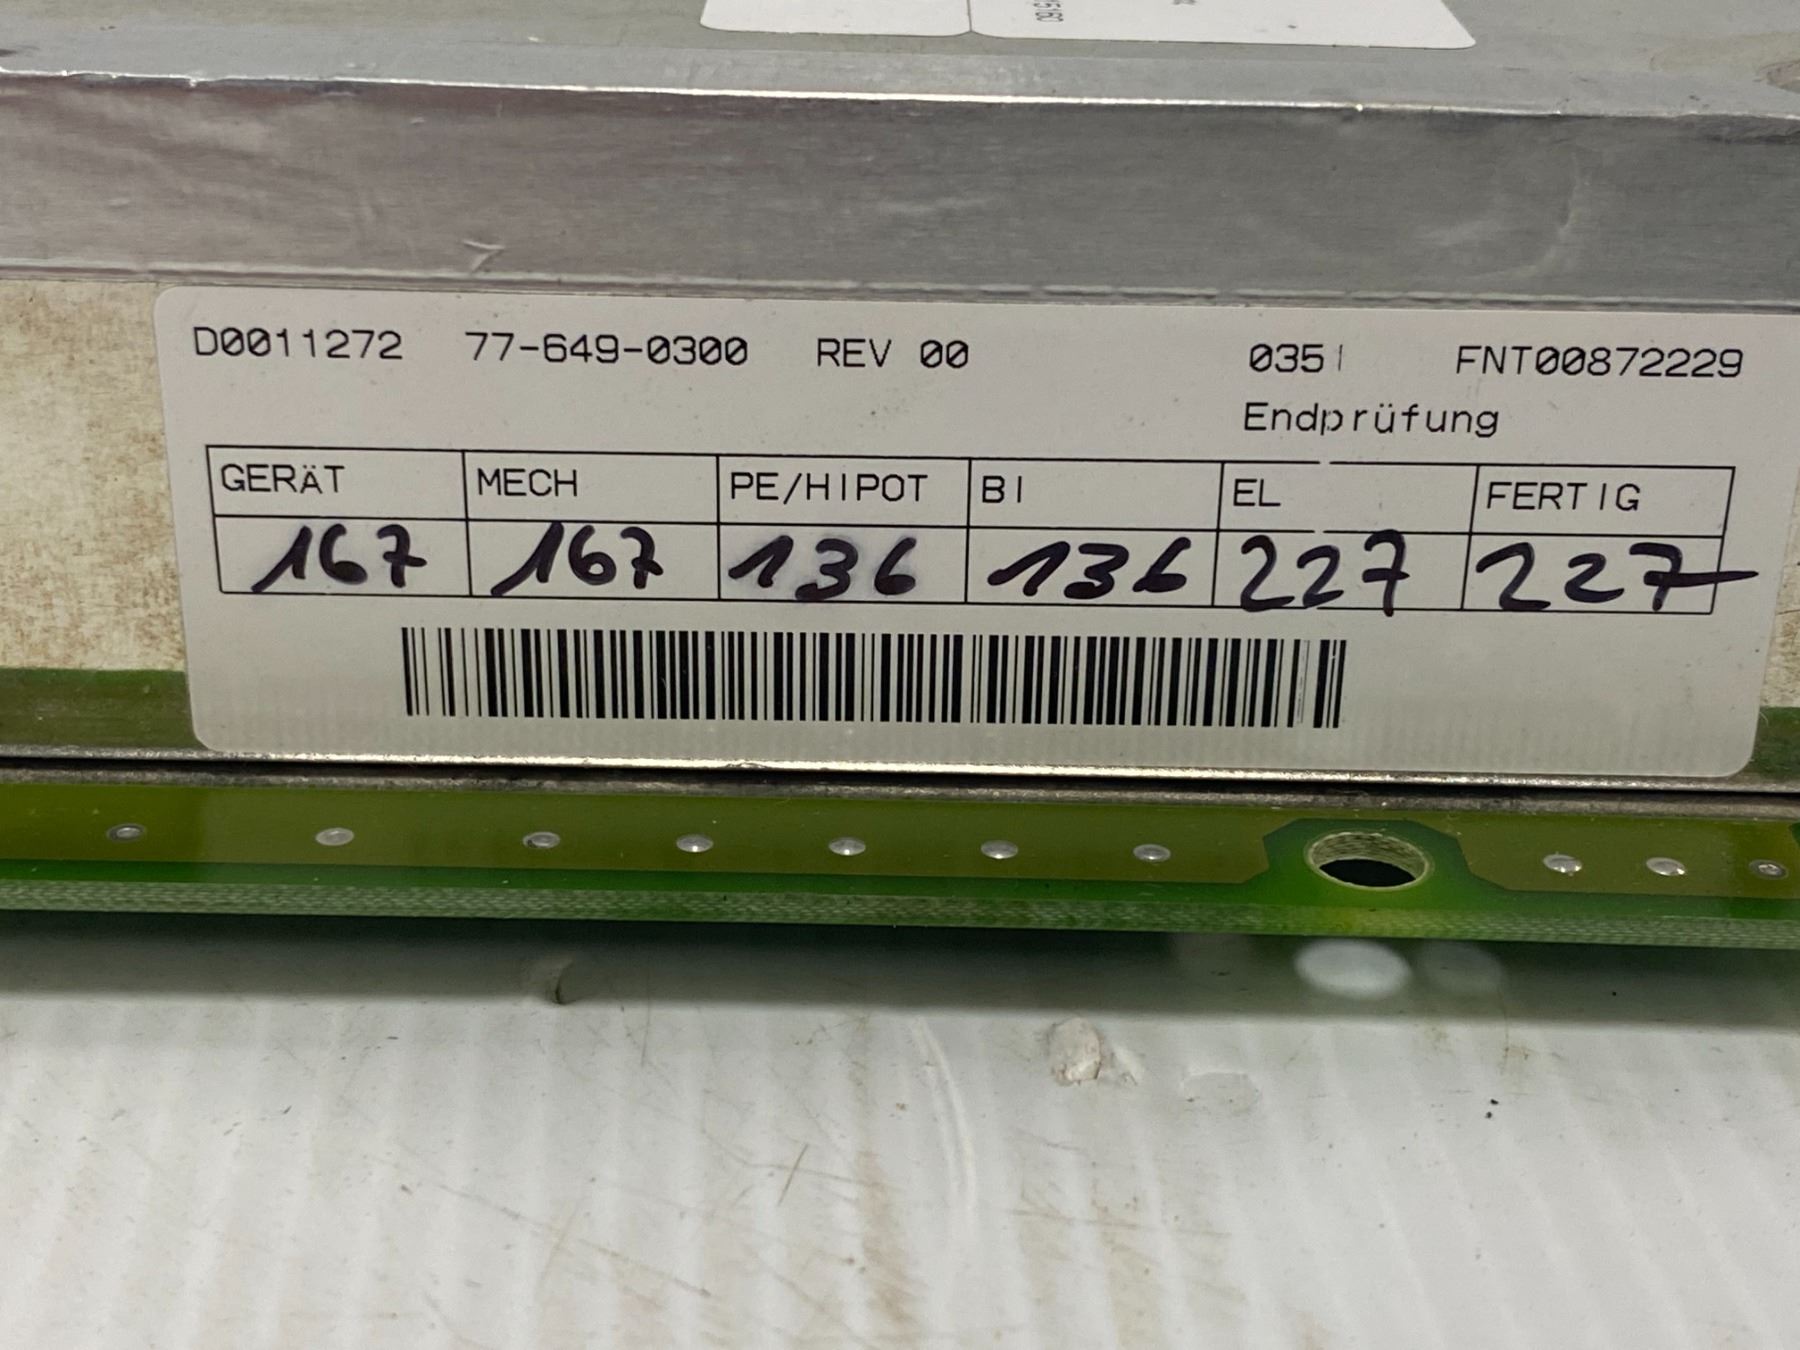 D0011272 77-649-0300 REV 00 0351 FNT00872229
Endprüfung
GERÄT MECH PE/HIPOT BI EL FERTIG
167 167 136 136 227 227